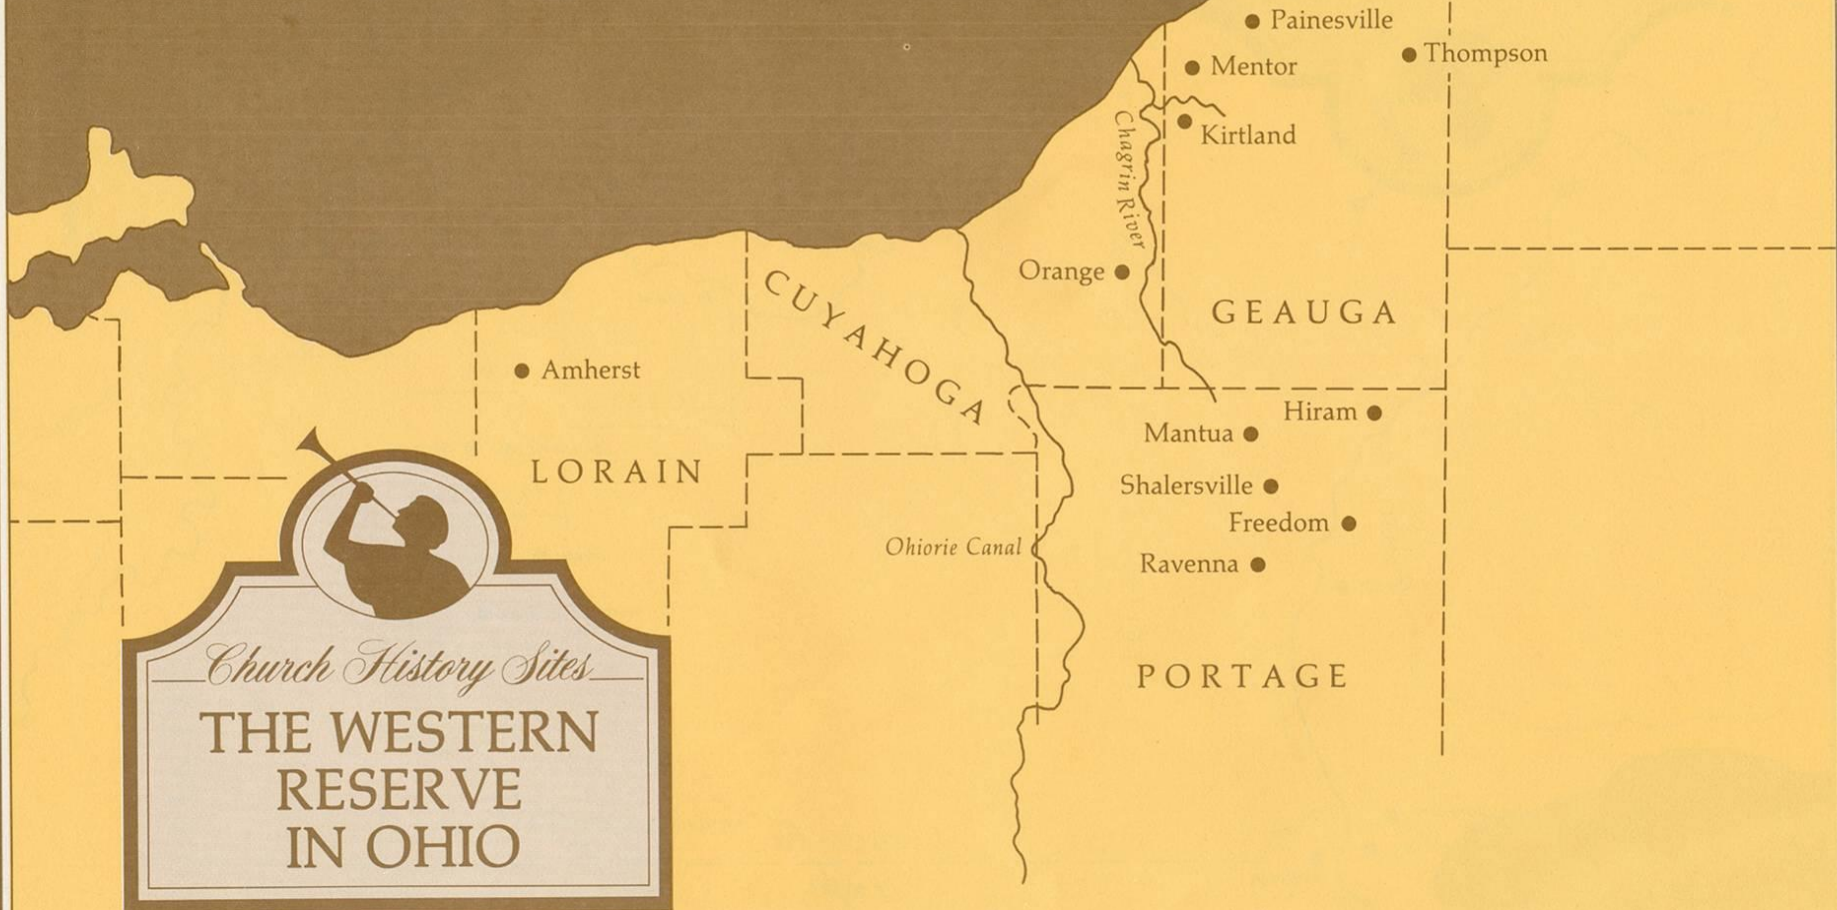 Painesville
Thompson
Mentor
Kirtland
Chagrin River
Orange
GEAUGA
CUYAHOGA
Amherst
LORAIN
Hiram
Mantua
Shalersville
Freedom
Ohiorie Canal
Ravenna
PORTAGE
Church History Sites
THE WESTERN
RESERVE
IN OHIO